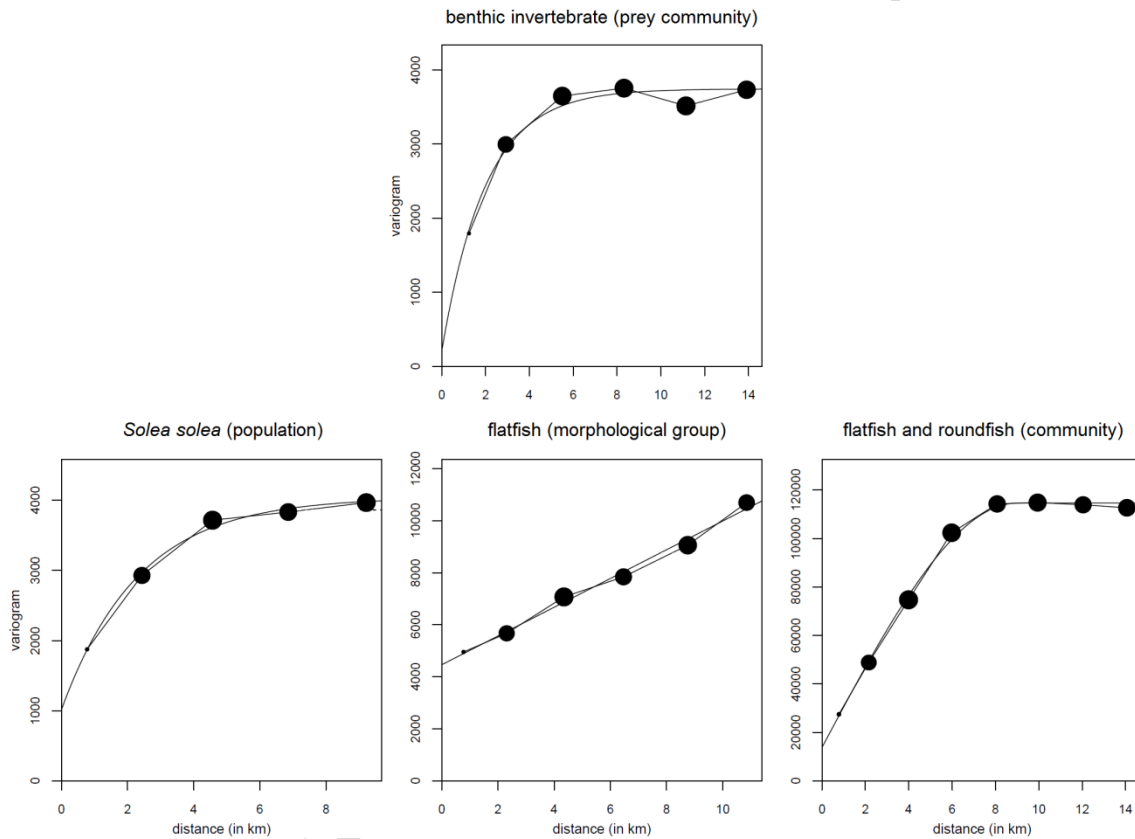 benthic invertebrate (prey community)
variogram
0 1000 2000 3000 4000
0 2 4 6 8 10 12 14
Solea solea (population)
variogram
0 1000 2000 3000 4000
0 2 4 6 8
distance (in km)
flatfish (morphological group)
0 2000 4000 6000 8000 10000 12000
0 2 4 6 8 10
distance (in km)
flatfish and roundfish (community)
0 20000 40000 60000 80000 100000 120000
0 2 4 6 8 10 12 14
distance (in km)